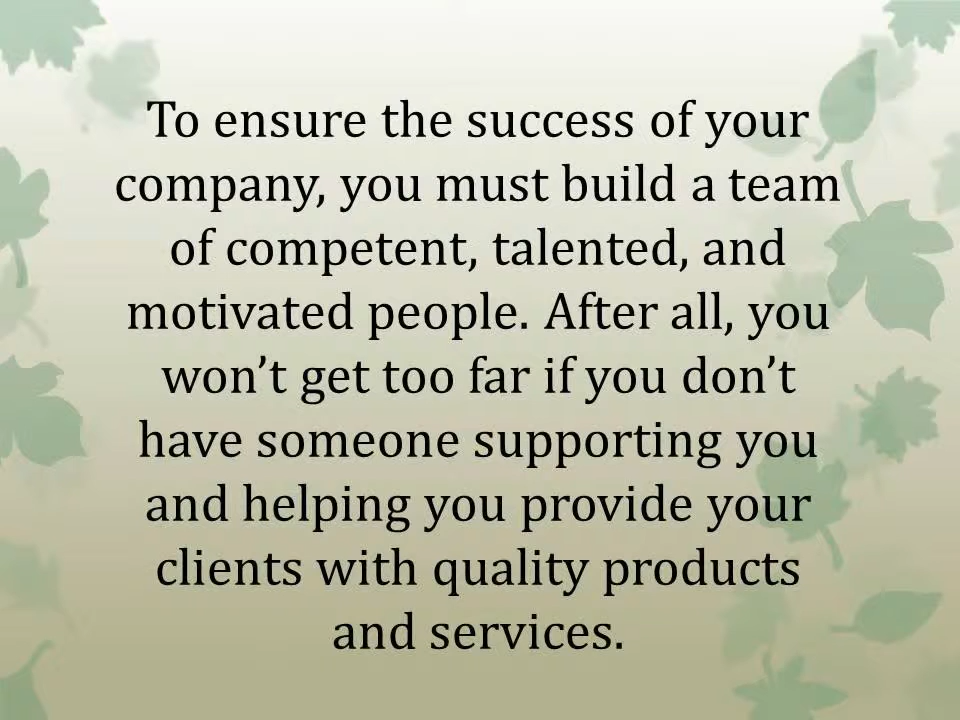 To ensure the success of your
company, you must build a team
of competent, talented, and
motivated people. After all, you
won’t get too far if you don’t
have someone supporting you
and helping you provide your
clients with quality products
and services.